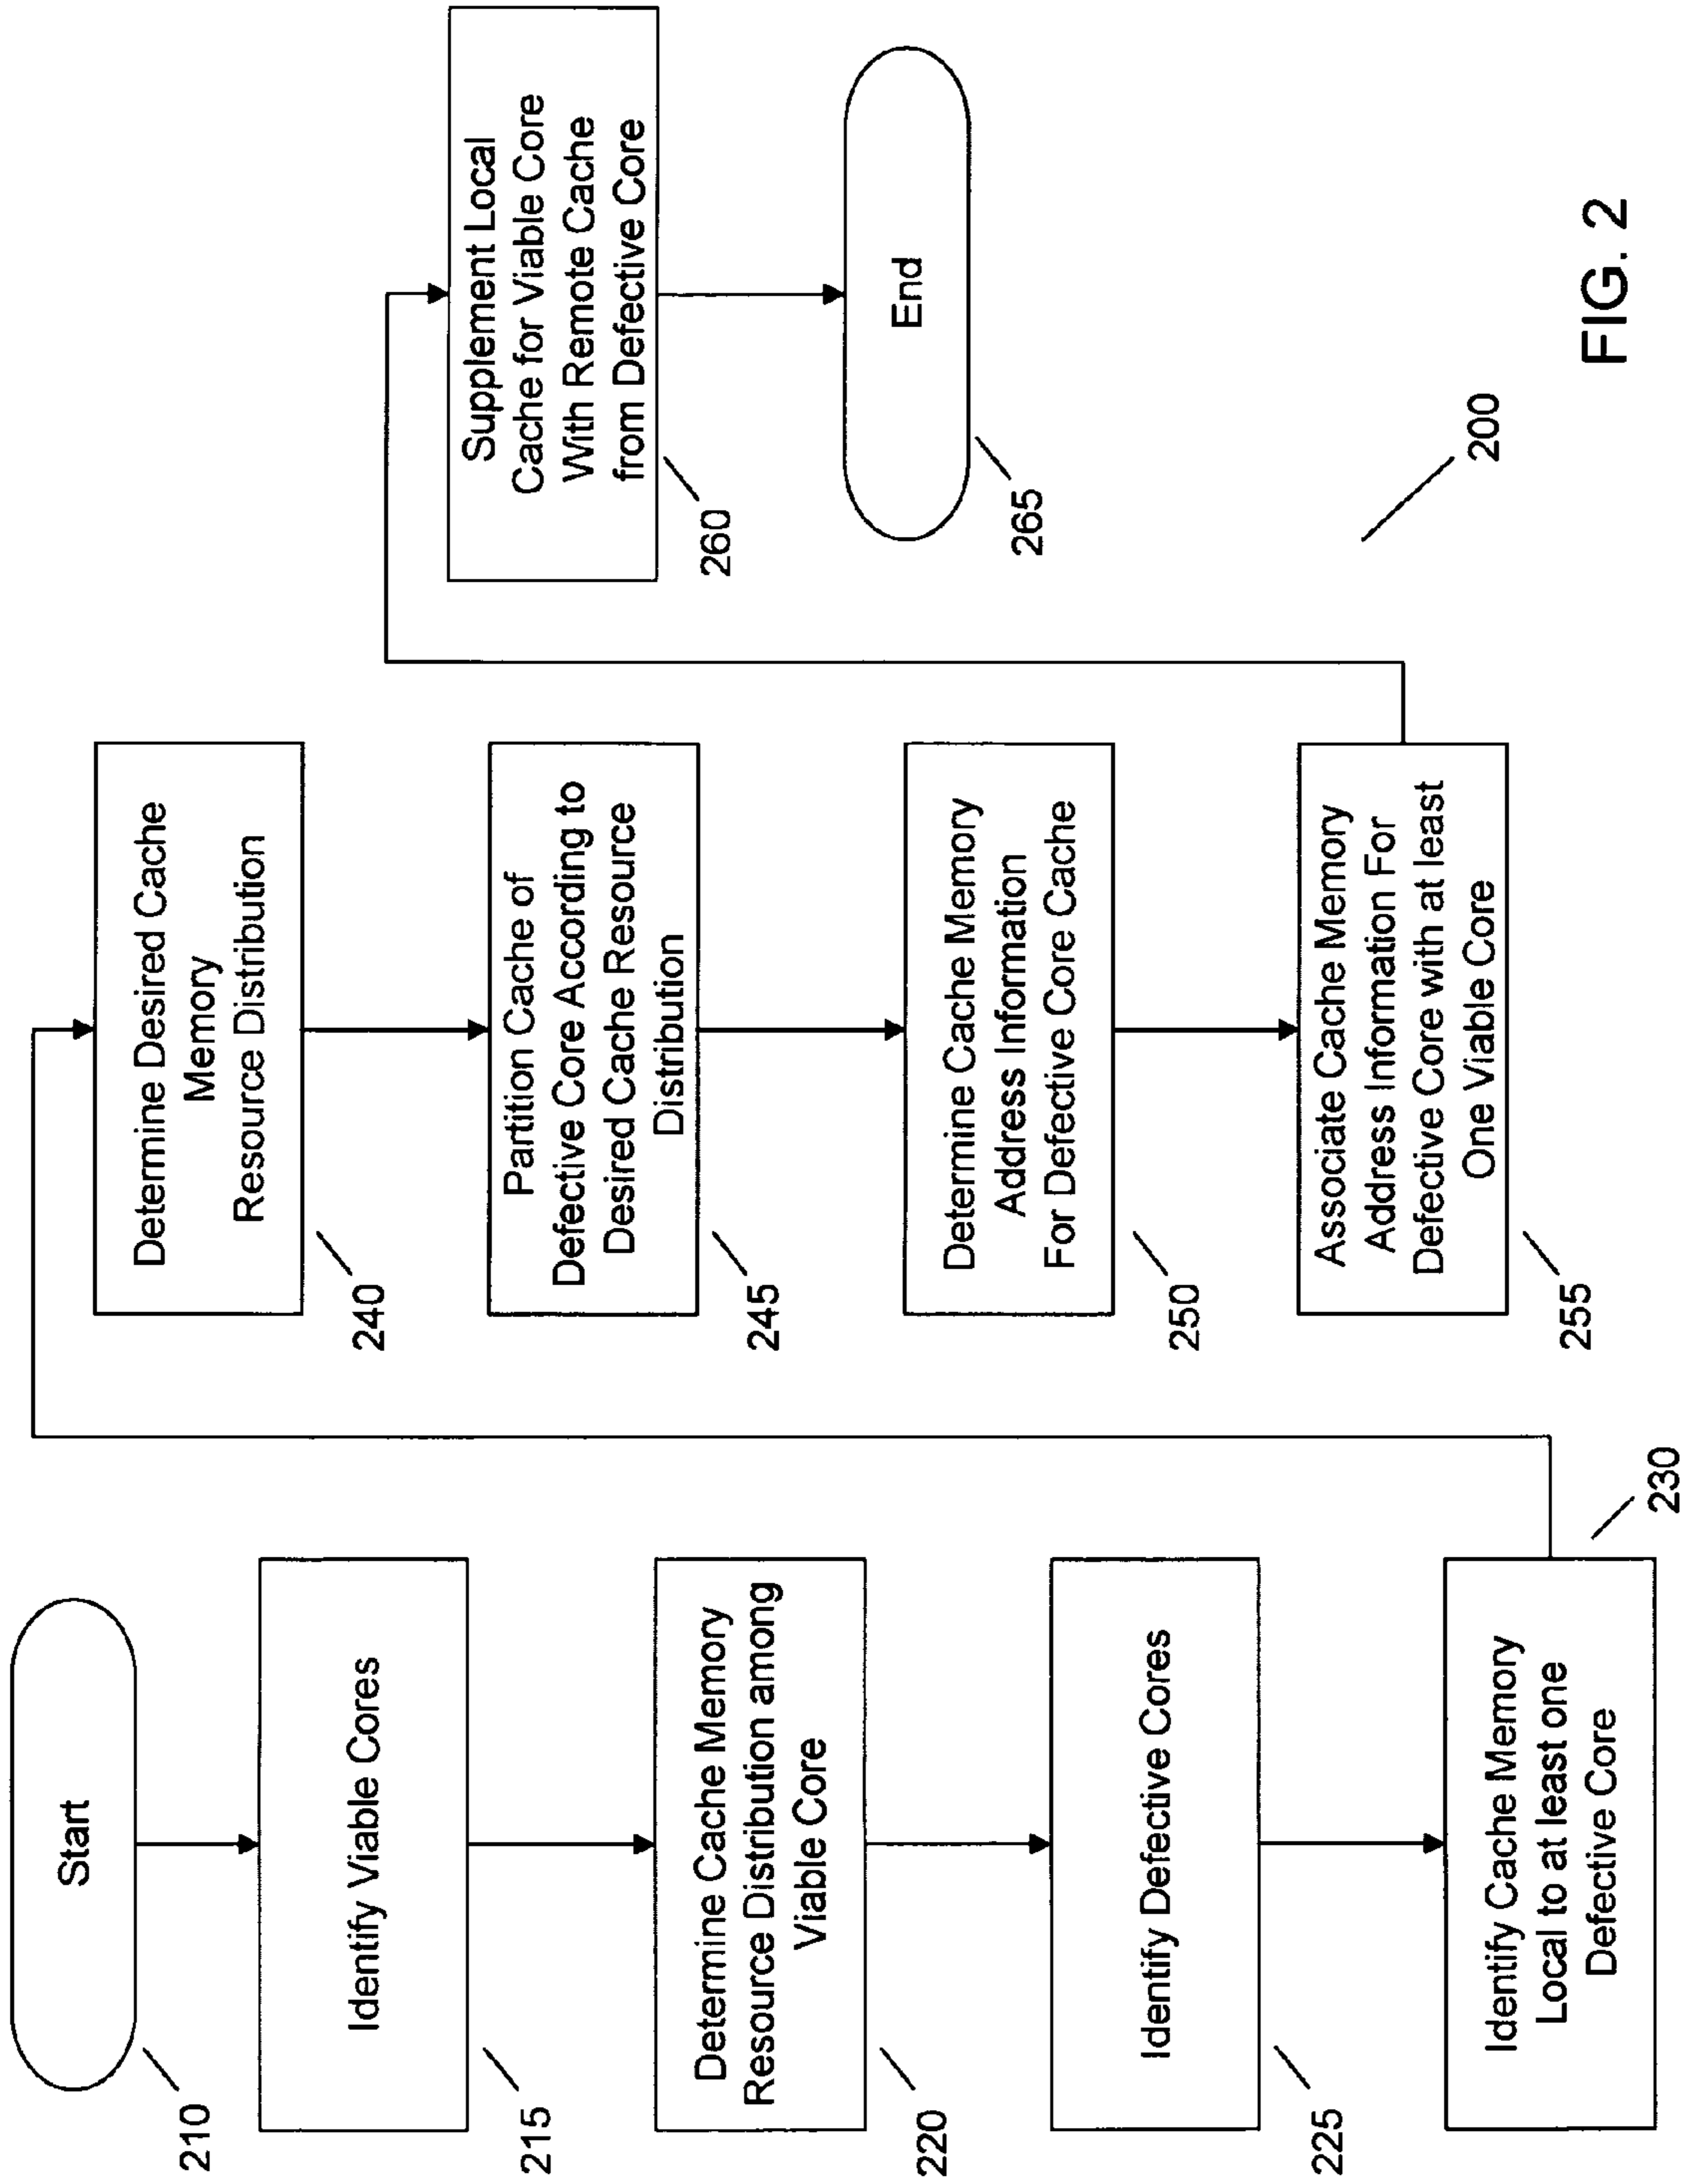 Start
210
Identify Viable Cores
215
Determine Cache Memory
Resource Distribution among
Viable Core
220
Identify Defective Cores
225
Identify Cache Memory
Local to at least one
Defective Core
230
Determine Desired Cache
Memory
Resource Distribution
240
Partition Cache of
Defective Core According to
Desired Cache Resource
Distribution
245
Determine Cache Memory
Address Information
For Defective Core Cache
250
Associate Cache Memory
Address Information For
Defective Core with at least
One Viable Core
255
Supplement Local
Cache for Viable Core
With Remote Cache
from Defective Core
260
End
265
200
FIG. 2